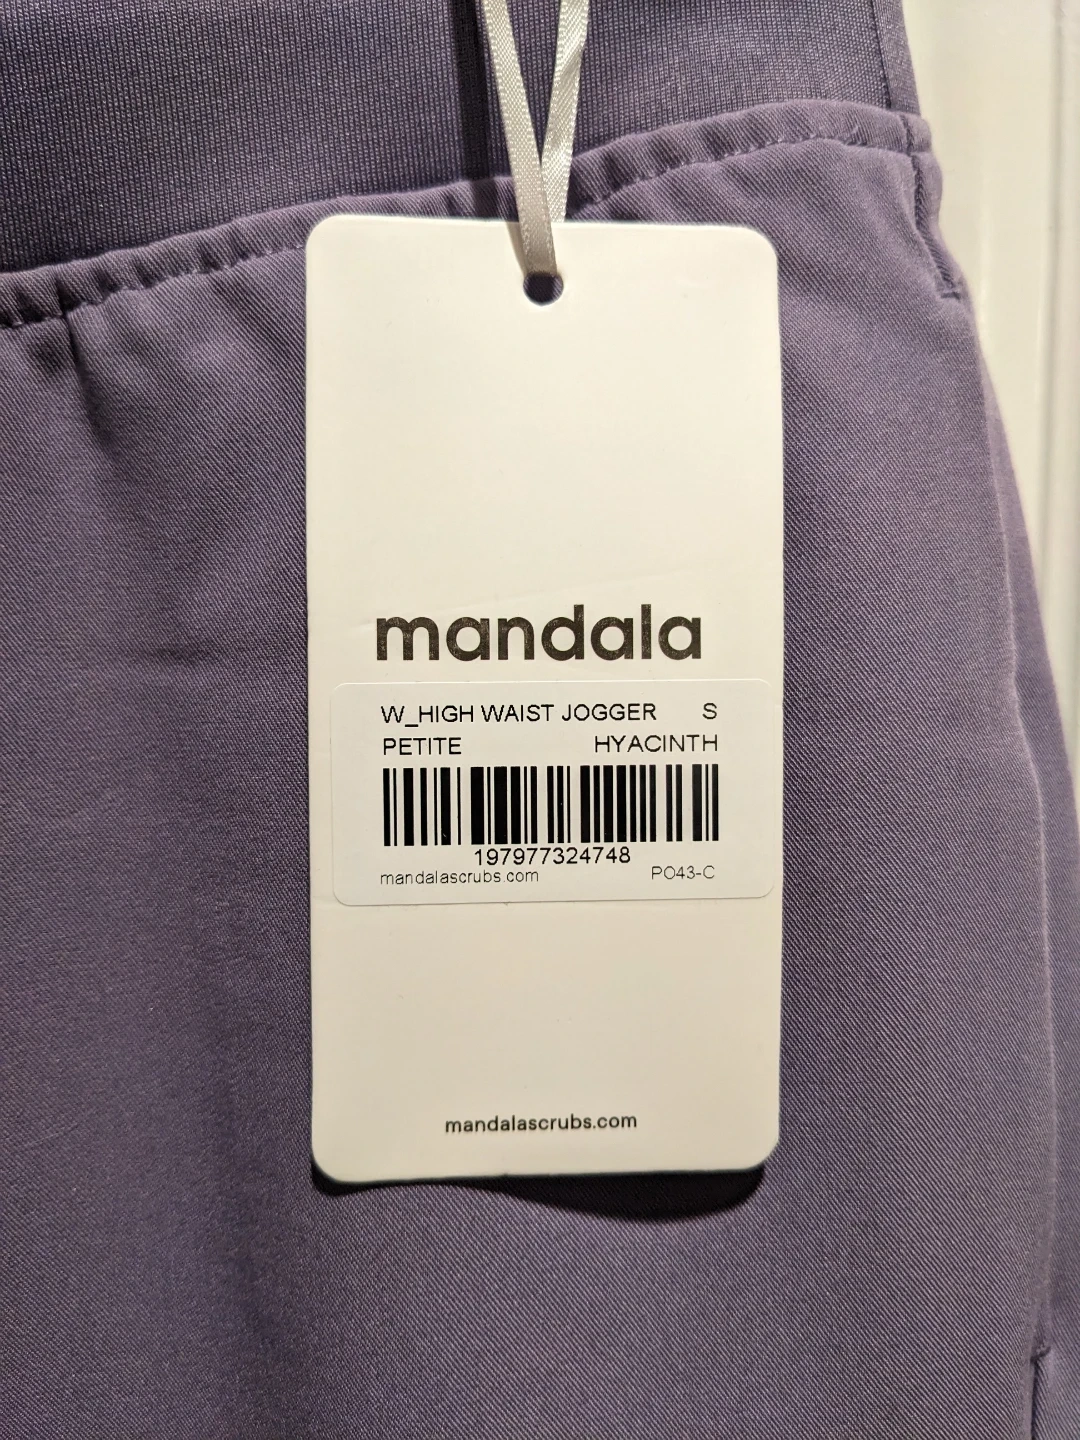 mandala
W_HIGH WAIST JOGGER S
PETITE HYACINTH
197977324748
mandalascrubs.com PO43-C
mandalascrubs.com